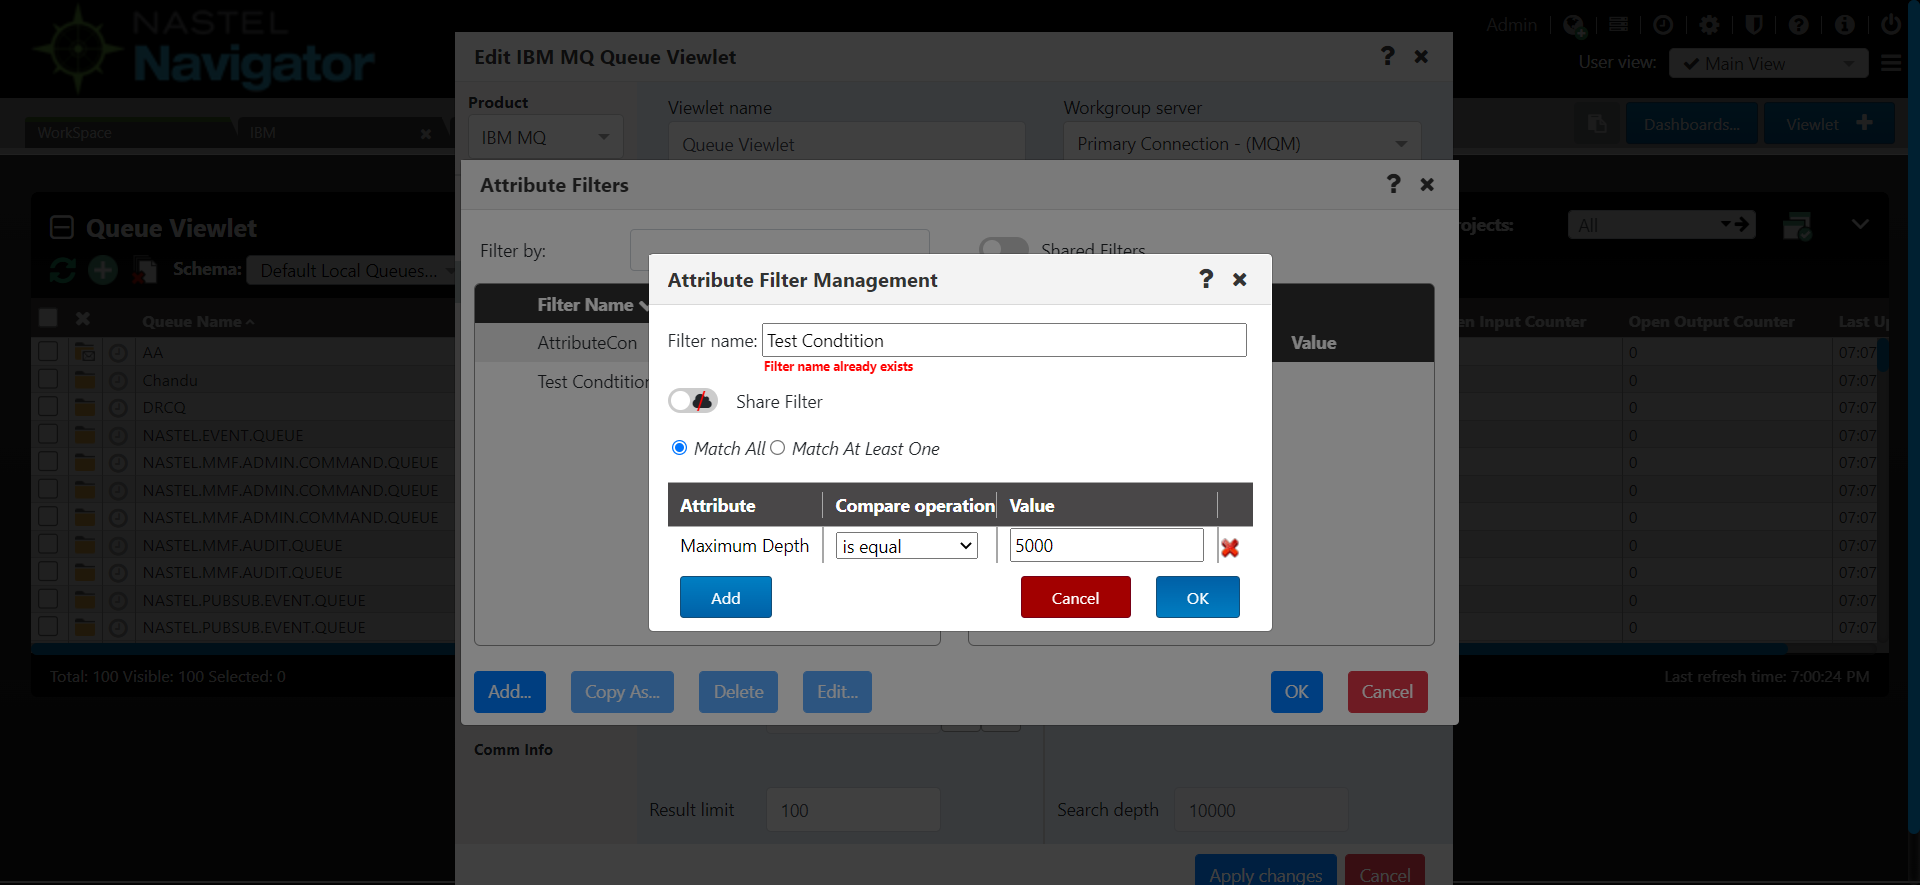 NASTEL
Navigator
Admin
User view:
Main View
WorkSpace
IBM
Dashboards...
Viewlet
Edit IBM MQ Queue Viewlet
Product
IBM MQ
Viewlet name
Queue Viewlet
Workgroup server
Primary Connection - (MQM)
Queue Viewlet
Schema:
Default Local Queues...
ojects:
All
Queue Name
en Input Counter
Open Output Counter
Last Up
AA
0
07:07
Chandu
0
07:07
DRCQ
0
07:07
NASTEL.EVENT.QUEUE
0
07:07
NASTEL.MMF.ADMIN.COMMAND.QUEUE
0
07:07
NASTEL.MMF.ADMIN.COMMAND.QUEUE
0
07:07
NASTEL.MMF.ADMIN.COMMAND.QUEUE
0
07:07
NASTEL.MMF.AUDIT.QUEUE
0
07:07
NASTEL.MMF.AUDIT.QUEUE
0
07:07
NASTEL.PUBSUB.EVENT.QUEUE
0
07:07
NASTEL.PUBSUB.EVENT.QUEUE
0
07:07
Total: 100 Visible: 100 Selected: 0
Last refresh time: 7:00:24 PM
Attribute Filters
Filter by:
Shared Filters
Filter Name
AttributeCon
Test Condtition
Value
Attribute Filter Management
Filter name:
Test Condtition
Filter name already exists
Share Filter
Match All
Match At Least One
Attribute
Compare operation
Value
Maximum Depth
is equal
5000
Add
Cancel
OK
Add...
Copy As...
Delete
Edit...
OK
Cancel
Comm Info
Result limit
100
Search depth
10000
Apply changes
Cancel